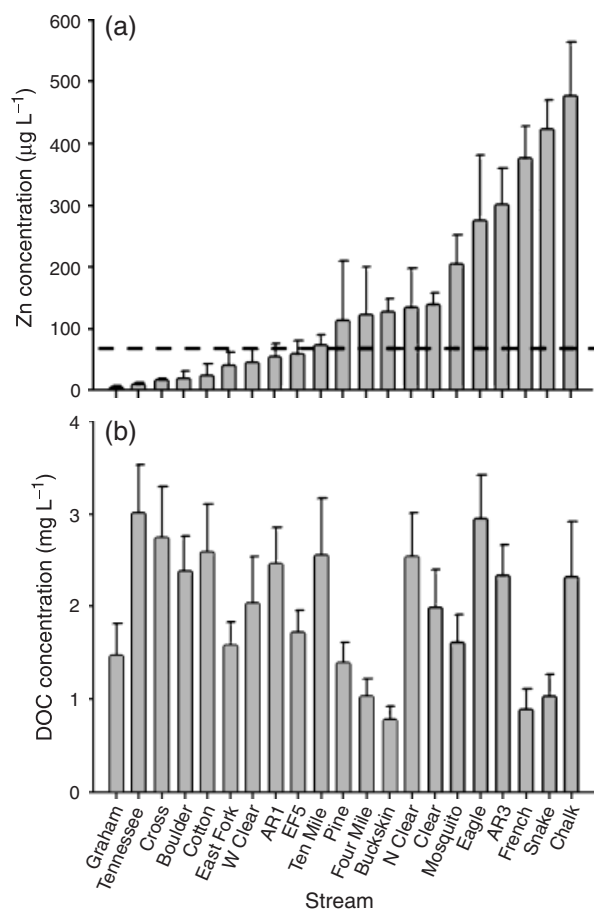 (a)
Zn concentration (µg L⁻¹)
600
500
400
300
200
100
0
(b)
DOC concentration (mg L⁻¹)
4
3
2
1
0
Graham
Tennessee
Cross
Boulder
Cotton
East Fork
W Clear
AR1
EF5
Ten Mile
Pine
Four Mile
Buckskin
N Clear
Clear
Mosquito
Eagle
AR3
French
Snake
Chalk
Stream